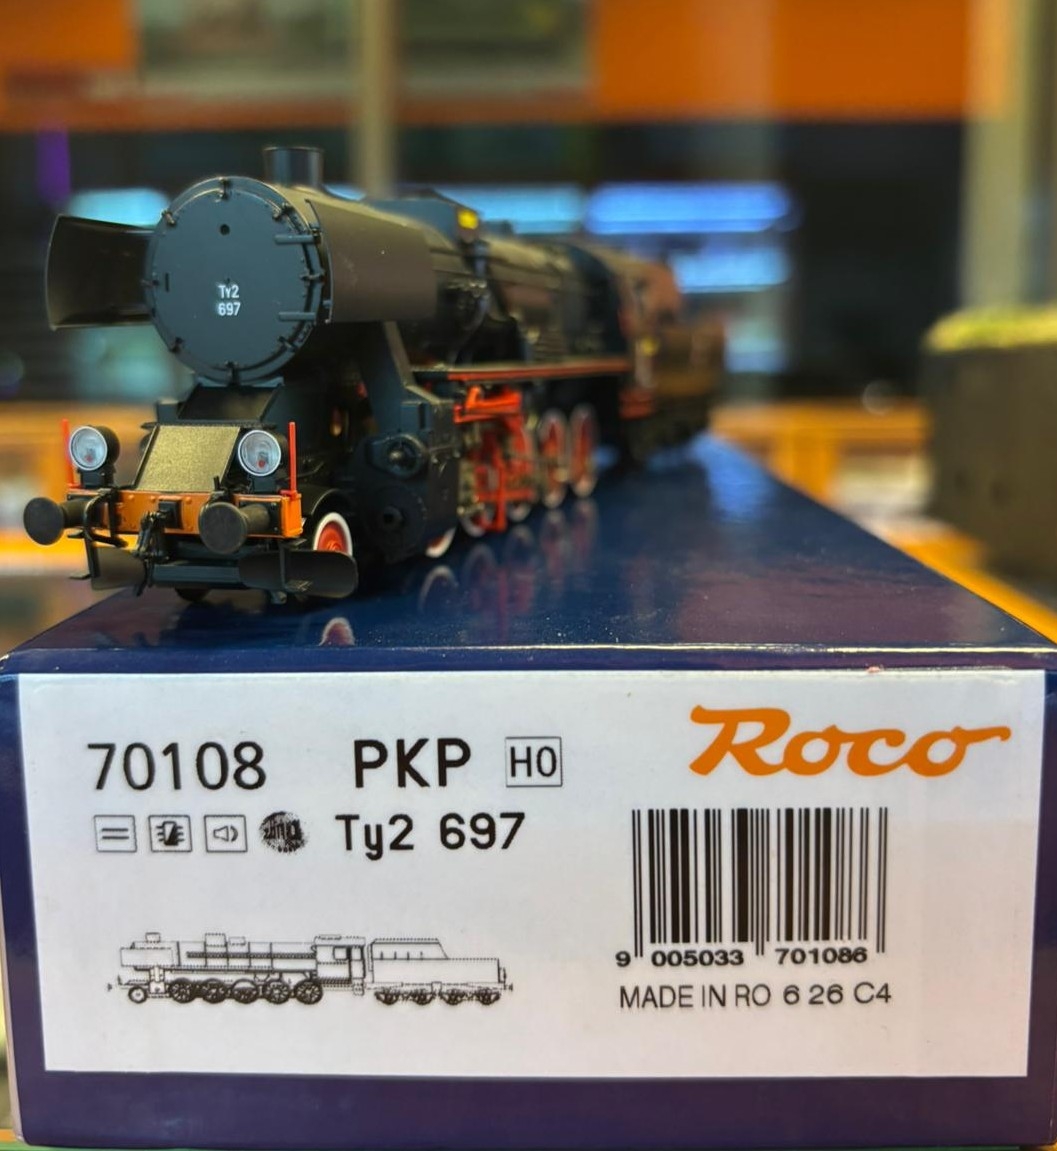 Ty2
697
70108 PKP H0 Roco
Ty2 697
9 005033 701086
MADE IN RO 6 26 C4